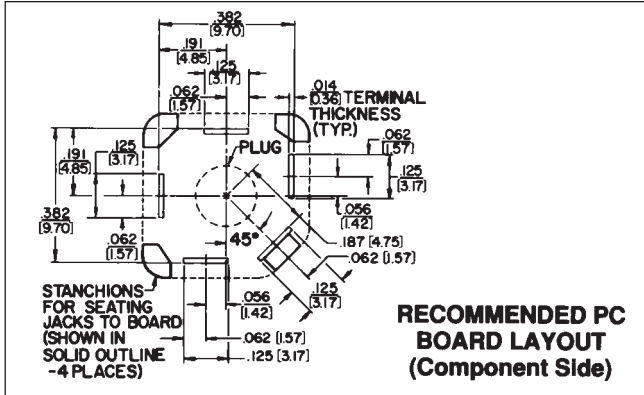 .382
[9.70]
.191
[4.85]
.125
[3.17]
.062
[1.57]
.014
[0.36]
TERMINAL
THICKNESS
(TYP.)
.062
[1.57]
PLUG
.125
[3.17]
.191
[4.85]
.125
[3.17]
.382
[9.70]
.056
[1.42]
.187 [4.75]
.062 [1.57]
45°
.062
[1.57]
.125
[3.17]
STANCHIONS
FOR SEATING
JACKS TO BOARD
(SHOWN IN
SOLID OUTLINE
-4 PLACES)
.056
[1.42]
.062 [1.57]
.125 [3.17]
RECOMMENDED PC
BOARD LAYOUT
(Component Side)